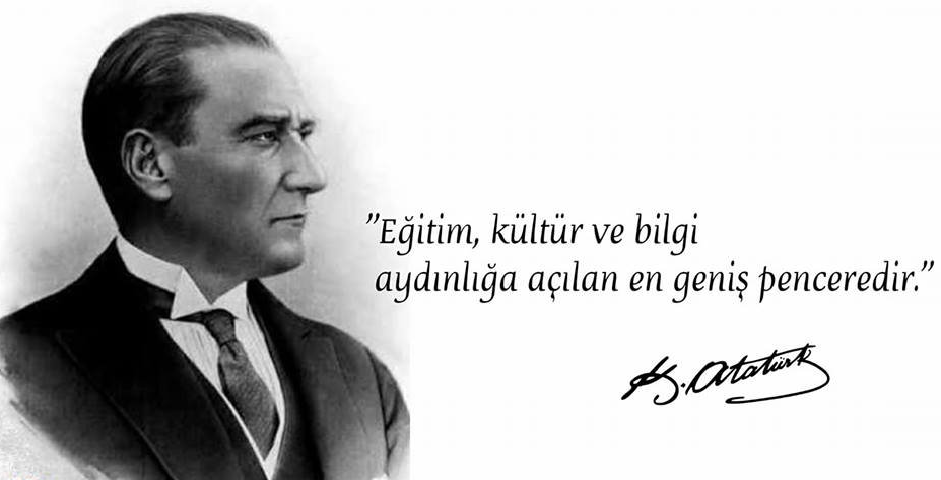 ”Eğitim, kültür ve bilgi
aydınlığa açılan en geniş penceredir.”
K. Atatürk